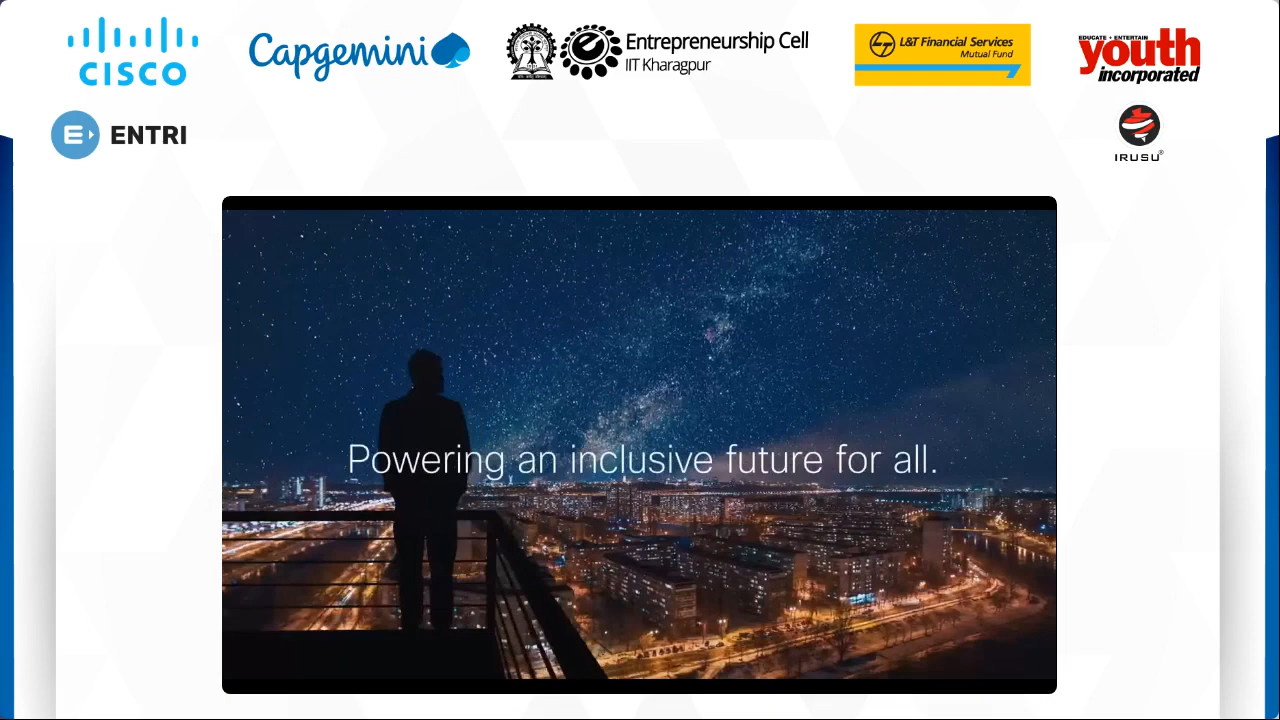 CISCO
Capgemini
Entrepreneurship Cell
IIT Kharagpur
L&T Financial Services
Mutual Fund
EDUCATE • ENTERTAIN
youth
incorporated
E ENTRI
IRUSU®
Powering an inclusive future for all.